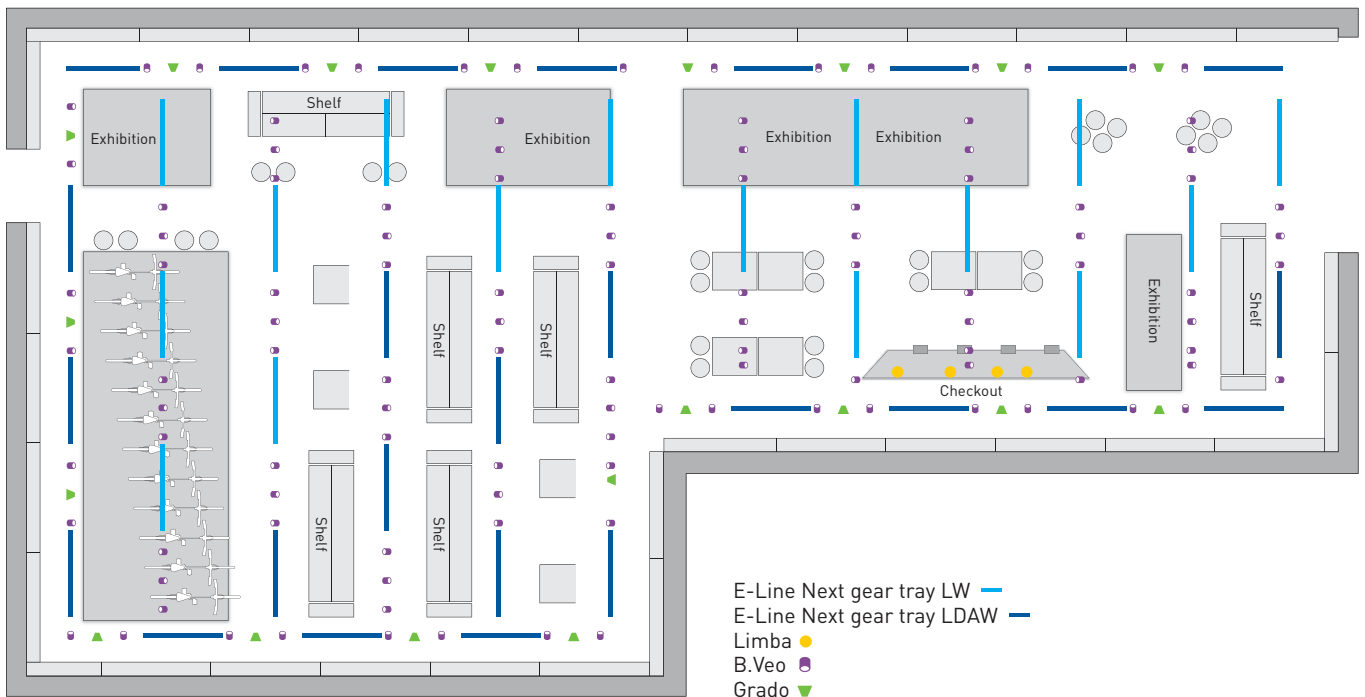 Shelf
Exhibition
Exhibition
Exhibition
Exhibition
Shelf
Shelf
Exhibition
Shelf
Checkout
Shelf
Shelf
E-Line Next gear tray LW
E-Line Next gear tray LDAW
Limba
B.Veo
Grado